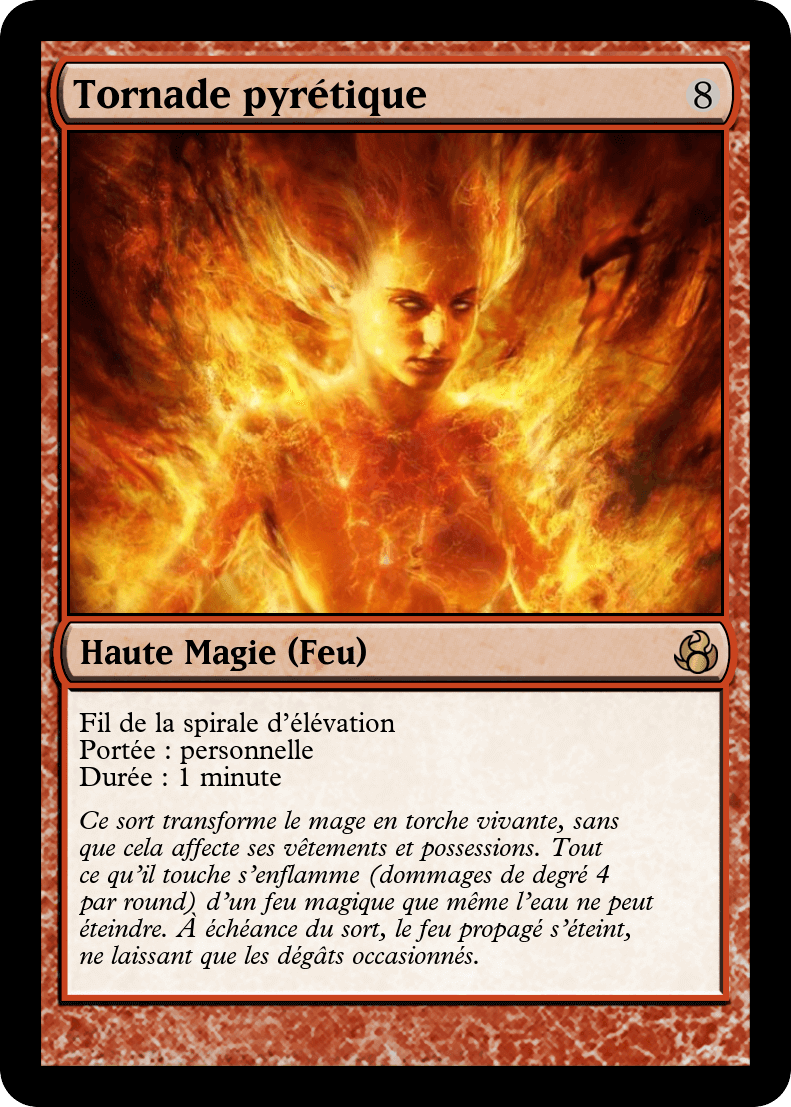 Tornade pyrétique
8
Haute Magie (Feu)
Fil de la spirale d'élévation
Portée : personnelle
Durée : 1 minute
Ce sort transforme le mage en torche vivante, sans
que cela affecte ses vêtements et possessions. Tout
ce qu'il touche s'enflamme (dommages de degré 4
par round) d'un feu magique que même l'eau ne peut
éteindre. À échéance du sort, le feu propagé s'éteint,
ne laissant que les dégâts occasionnés.